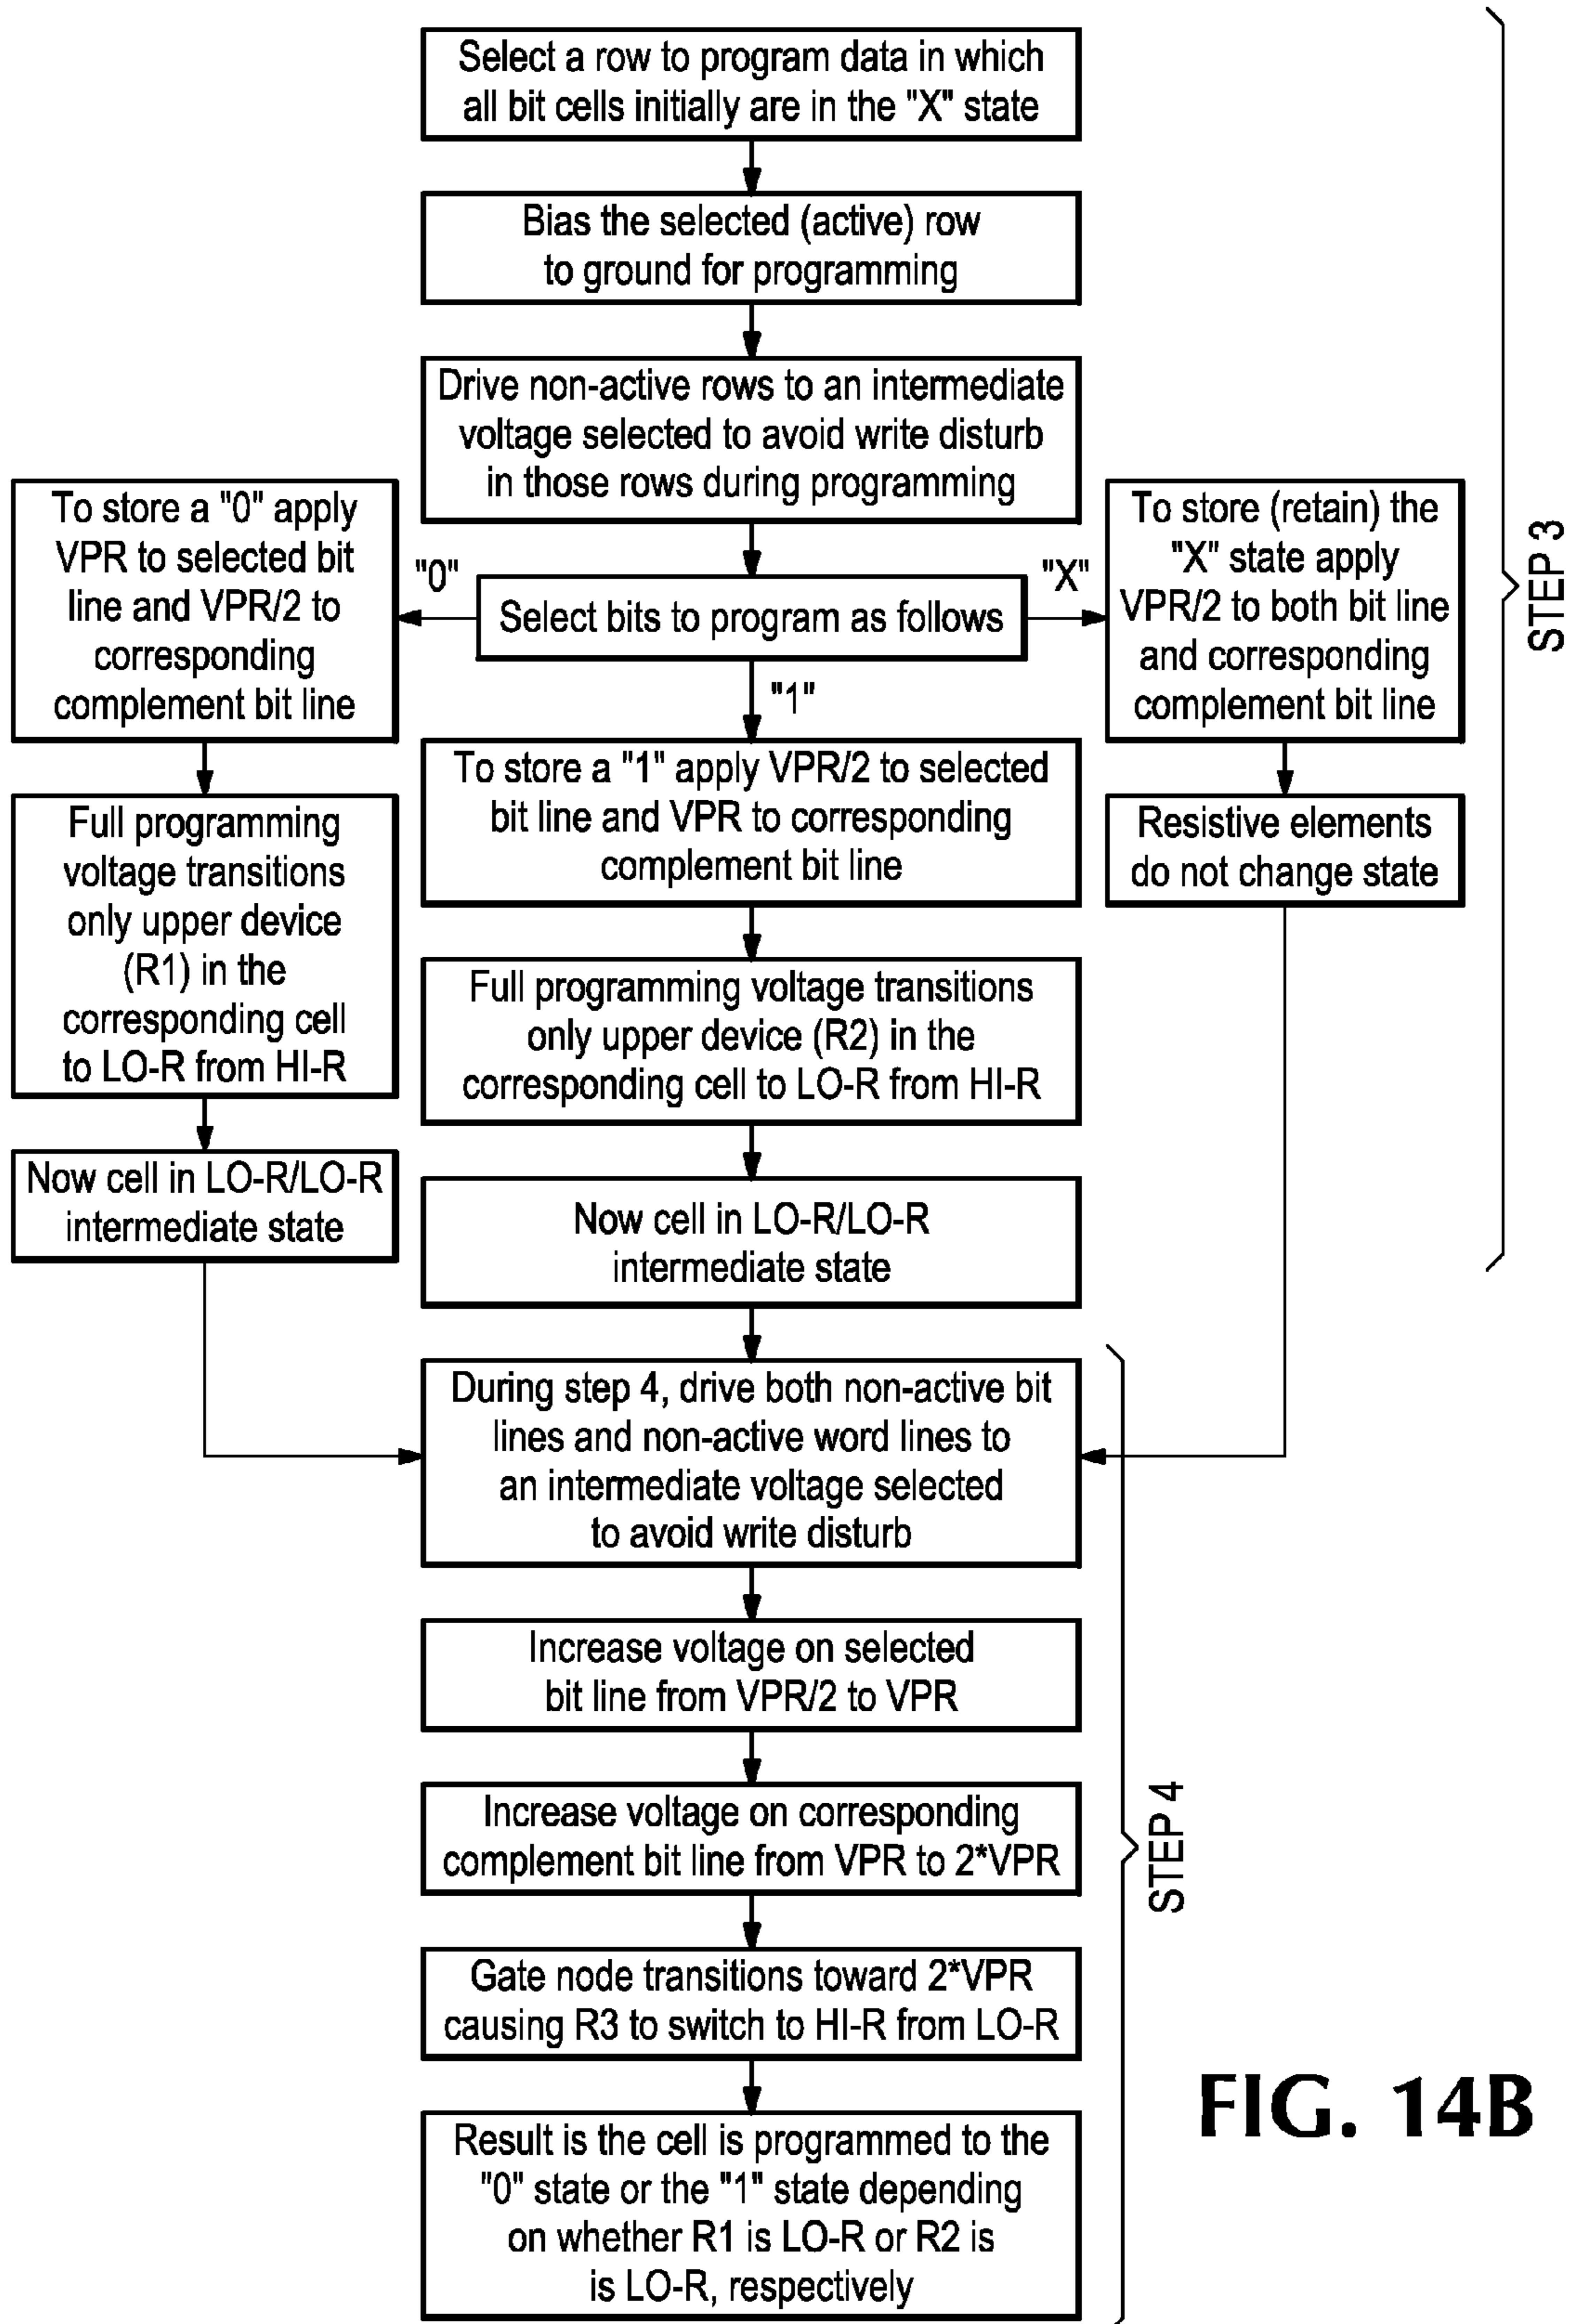 Select a row to program data in which
all bit cells initially are in the "X" state
Bias the selected (active) row
to ground for programming
Drive non-active rows to an intermediate
voltage selected to avoid write disturb
in those rows during programming
Select bits to program as follows
"0"
To store a "0" apply
VPR to selected bit
line and VPR/2 to
corresponding
complement bit line
Full programming
voltage transitions
only upper device
(R1) in the
corresponding cell
to LO-R from HI-R
Now cell in LO-R/LO-R
intermediate state
"1"
To store a "1" apply VPR/2 to selected
bit line and VPR to corresponding
complement bit line
Full programming voltage transitions
only upper device (R2) in the
corresponding cell to LO-R from HI-R
Now cell in LO-R/LO-R
intermediate state
"X"
To store (retain) the
"X" state apply
VPR/2 to both bit line
and corresponding
complement bit line
Resistive elements
do not change state
STEP 3
During step 4, drive both non-active bit
lines and non-active word lines to
an intermediate voltage selected
to avoid write disturb
Increase voltage on selected
bit line from VPR/2 to VPR
Increase voltage on corresponding
complement bit line from VPR to 2*VPR
Gate node transitions toward 2*VPR
causing R3 to switch to HI-R from LO-R
Result is the cell is programmed to the
"0" state or the "1" state depending
on whether R1 is LO-R or R2 is
is LO-R, respectively
STEP 4
FIG. 14B